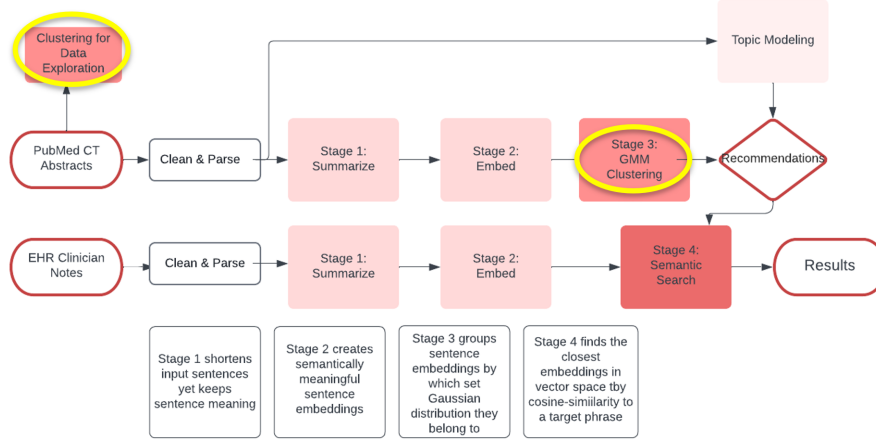 Clustering for
Data
Exploration
Topic Modeling
PubMed CT
Abstracts
Clean & Parse
Stage 1:
Summarize
Stage 2:
Embed
Stage 3:
GMM
Clustering
Recommendations
EHR Clinician
Notes
Clean & Parse
Stage 1:
Summarize
Stage 2:
Embed
Stage 4:
Semantic
Search
Results
Stage 1 shortens
input sentences
yet keeps
sentence meaning
Stage 2 creates
semantically
meaningful
sentence
embeddings
Stage 3 groups
sentence
embeddings by
which set
Gaussian
distribution they
belong to
Stage 4 finds the
closest
embeddings in
vector space tby
cosine-simiilarity to
a target phrase